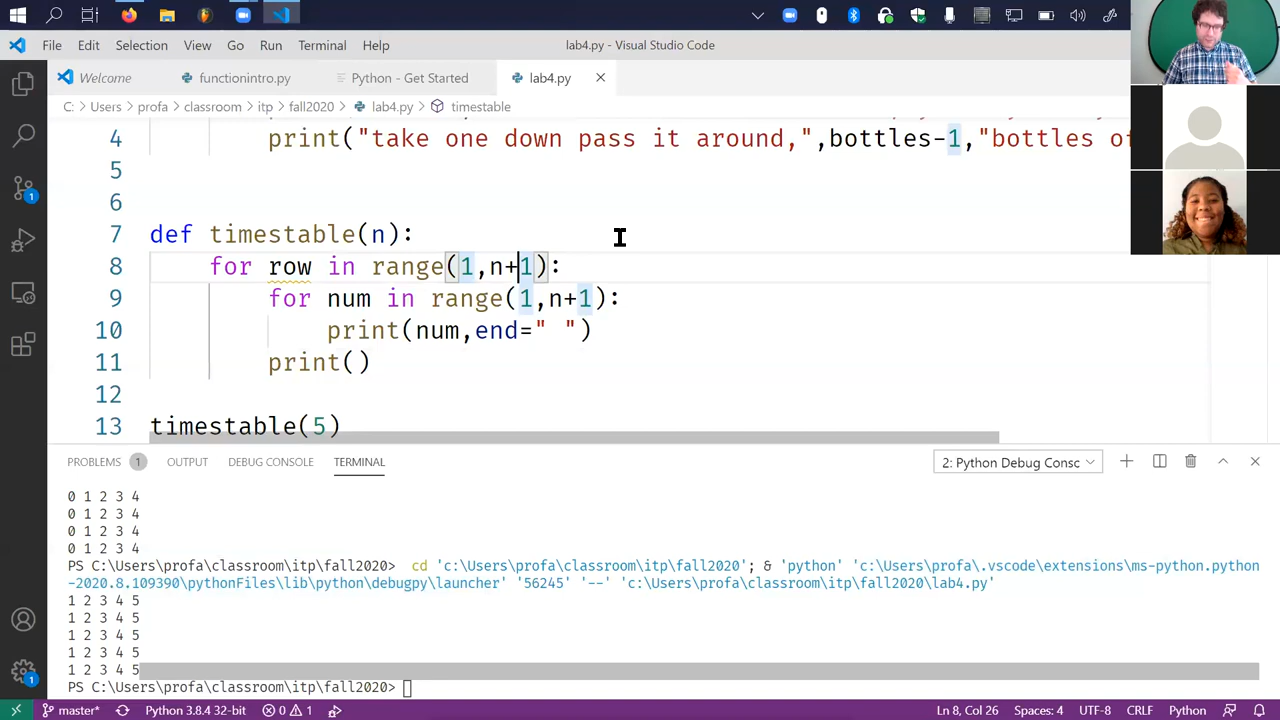 File Edit Selection View Go Run Terminal Help lab4.py - Visual Studio Code
Welcome functionintro.py Python - Get Started lab4.py
C: > Users > profa > classroom > itp > fall2020 > lab4.py > timestable
4 print("take one down pass it around,",bottles-1,"bottles of
5
6
7 def timestable(n):
8 for row in range(1,n+1):
9 for num in range(1,n+1):
10 print(num,end=" ")
11 print()
12
13 timestable(5)
PROBLEMS 1 OUTPUT DEBUG CONSOLE TERMINAL 2: Python Debug Consc
0 1 2 3 4
0 1 2 3 4
0 1 2 3 4
0 1 2 3 4
PS C:\Users\profa\classroom\itp\fall2020> cd 'c:\Users\profa\classroom\itp\fall2020'; & 'python' 'c:\Users\profa\.vscode\extensions\ms-python.python
-2020.8.109390\pythonFiles\lib\python\debugpy\launcher' '56245' '--' 'c:\Users\profa\classroom\itp\fall2020\lab4.py'
1 2 3 4 5
1 2 3 4 5
1 2 3 4 5
1 2 3 4 5
1 2 3 4 5
PS C:\Users\profa\classroom\itp\fall2020>
1
1
master* Python 3.8.4 32-bit 0 1 Ln 8, Col 26 Spaces: 4 UTF-8 CRLF Python